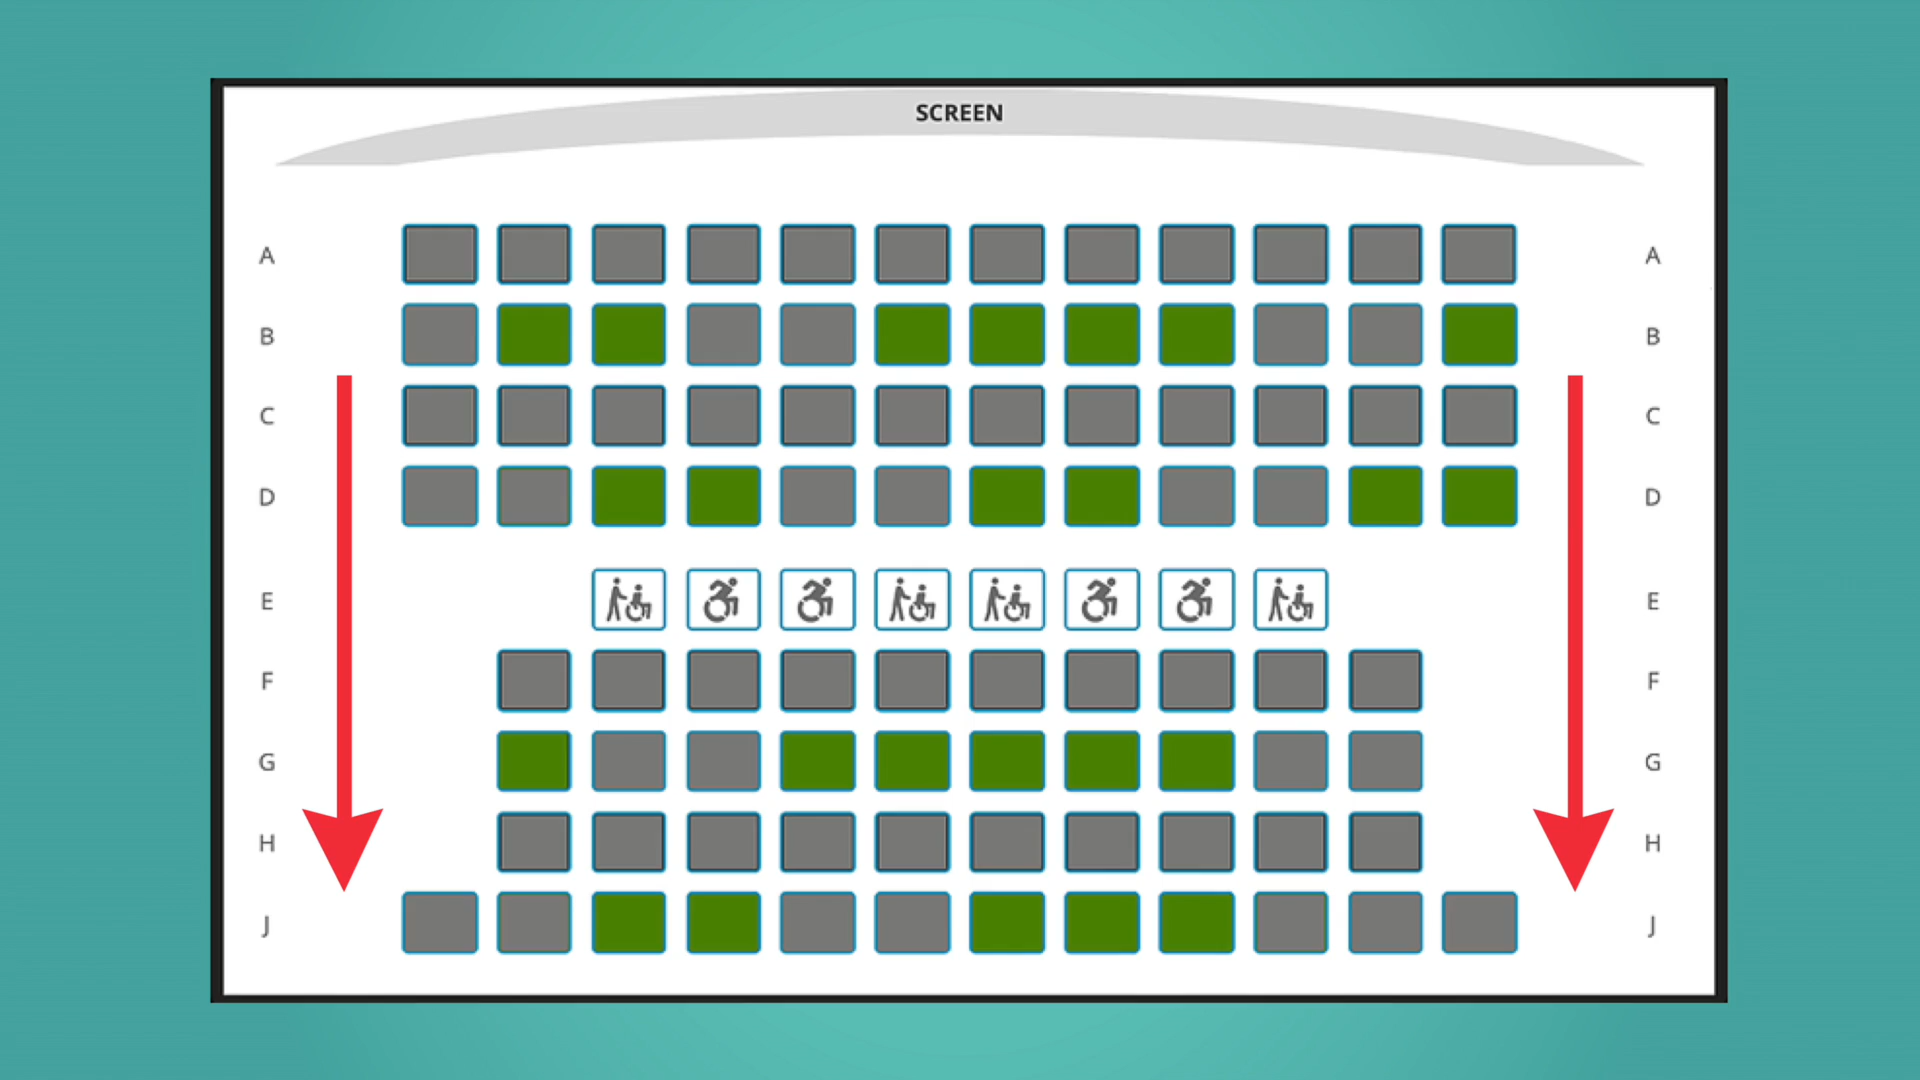 SCREEN
A A
B B
C C
D D
E E
F F
G G
H H
J J